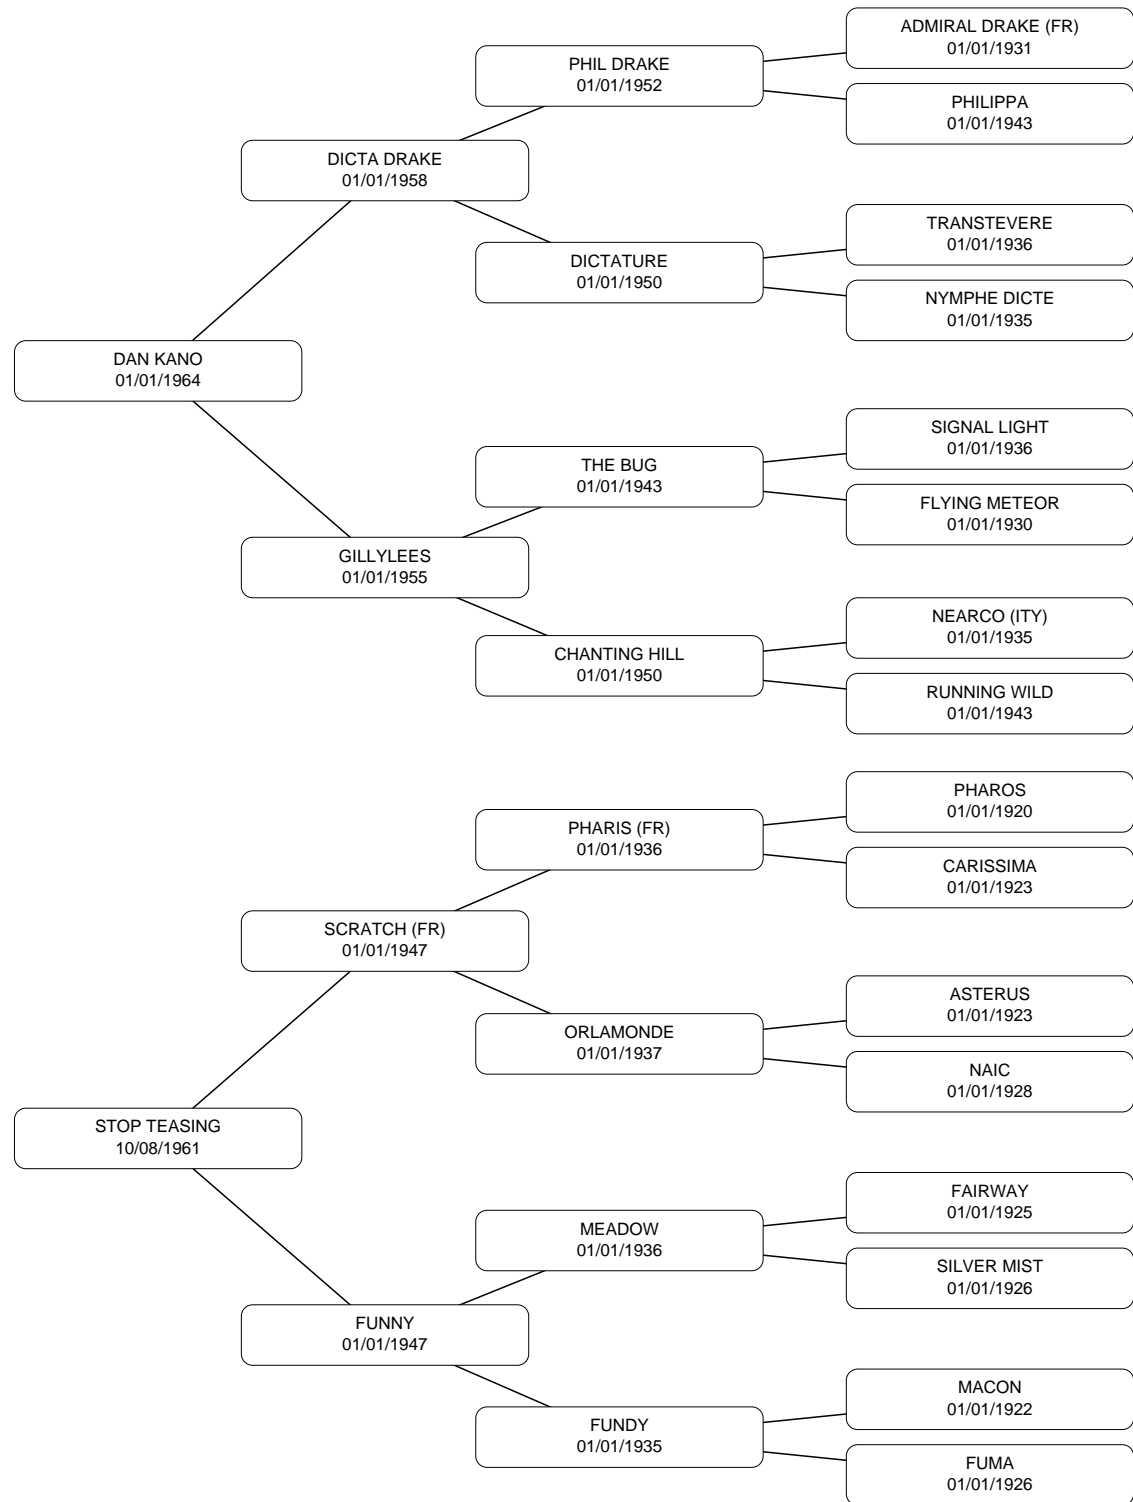 ADMIRAL DRAKE (FR)
01/01/1931
PHIL DRAKE
01/01/1952
PHILIPPA
01/01/1943
DICTA DRAKE
01/01/1958
TRANSTEVERE
01/01/1936
DICTATURE
01/01/1950
NYMPHE DICTE
01/01/1935
DAN KANO
01/01/1964
SIGNAL LIGHT
01/01/1936
THE BUG
01/01/1943
FLYING METEOR
01/01/1930
GILLYLEES
01/01/1955
NEARCO (ITY)
01/01/1935
CHANTING HILL
01/01/1950
RUNNING WILD
01/01/1943
PHAROS
01/01/1920
PHARIS (FR)
01/01/1936
CARISSIMA
01/01/1923
SCRATCH (FR)
01/01/1947
ASTERUS
01/01/1923
ORLAMONDE
01/01/1937
NAIC
01/01/1928
STOP TEASING
10/08/1961
FAIRWAY
01/01/1925
MEADOW
01/01/1936
SILVER MIST
01/01/1926
FUNNY
01/01/1947
MACON
01/01/1922
FUNDY
01/01/1935
FUMA
01/01/1926